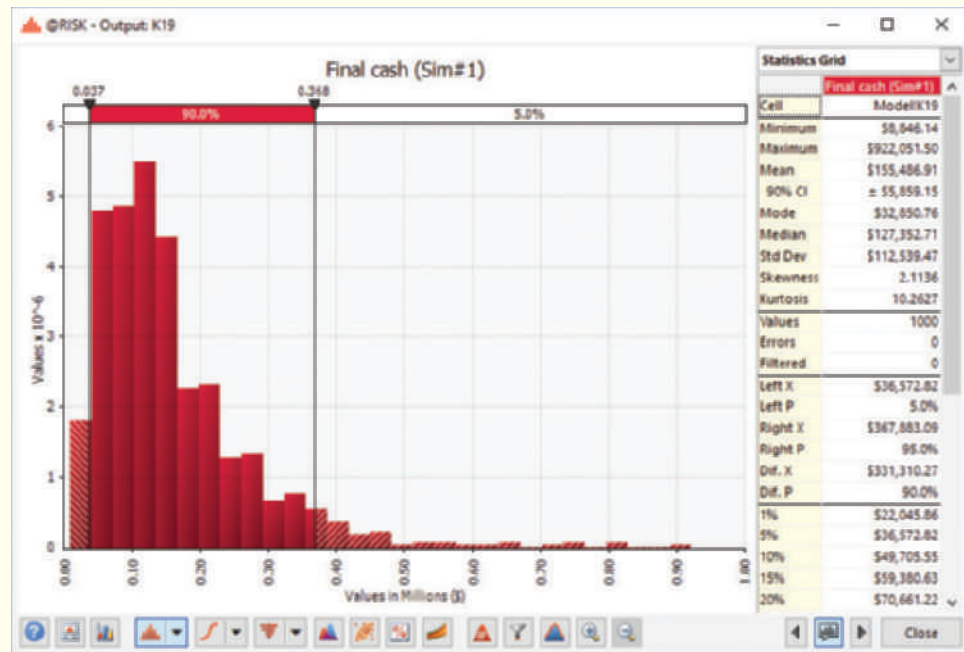 @RISK - Output: K19
Final cash (Sim#1)
0.037 0.368
90.0% 5.0%
6
5
4
3
2
1
0
Values x 10^-6
0.00 0.10 0.20 0.30 0.40 0.50 0.60 0.70 0.80 0.90 1.00
Values in Millions ($)
Statistics Grid
Final cash (Sim#1)
Cell Model!K19
Minimum $8,846.14
Maximum $922,051.50
Mean $155,486.91
90% CI ± $5,859.15
Mode $32,850.76
Median $127,352.71
Std Dev $112,539.47
Skewness 2.1136
Kurtosis 10.2627
Values 1000
Errors 0
Filtered 0
Left X $36,572.82
Left P 5.0%
Right X $367,883.09
Right P 95.0%
Dif. X $331,310.27
Dif. P 90.0%
1% $22,045.86
5% $36,572.82
10% $49,705.55
15% $59,380.63
20% $70,661.22
Close